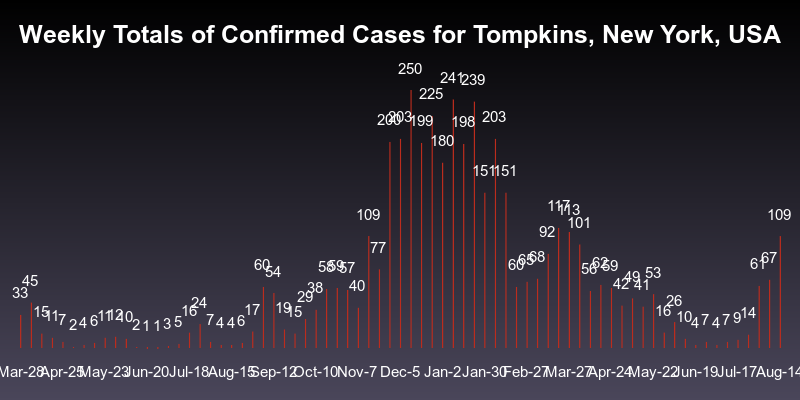 Weekly Totals of Confirmed Cases for Tompkins, New York, USA
33 45 15 11 7 2 4 6 11 12 10 2 1 1 3 5 16 24 7 4 4 6 17 60 54 19 15 29 38 58 59 57 40 109 77 200 203 250 199 225 180 241 198 239 151 203 151 60 65 68 92 117 113 101 56 62 59 42 49 41 53 16 26 10 4 7 4 7 9 14 61 67 109
Mar-28 Apr-25 May-23 Jun-20 Jul-18 Aug-15 Sep-12 Oct-10 Nov-7 Dec-5 Jan-2 Jan-30 Feb-27 Mar-27 Apr-24 May-22 Jun-19 Jul-17 Aug-14